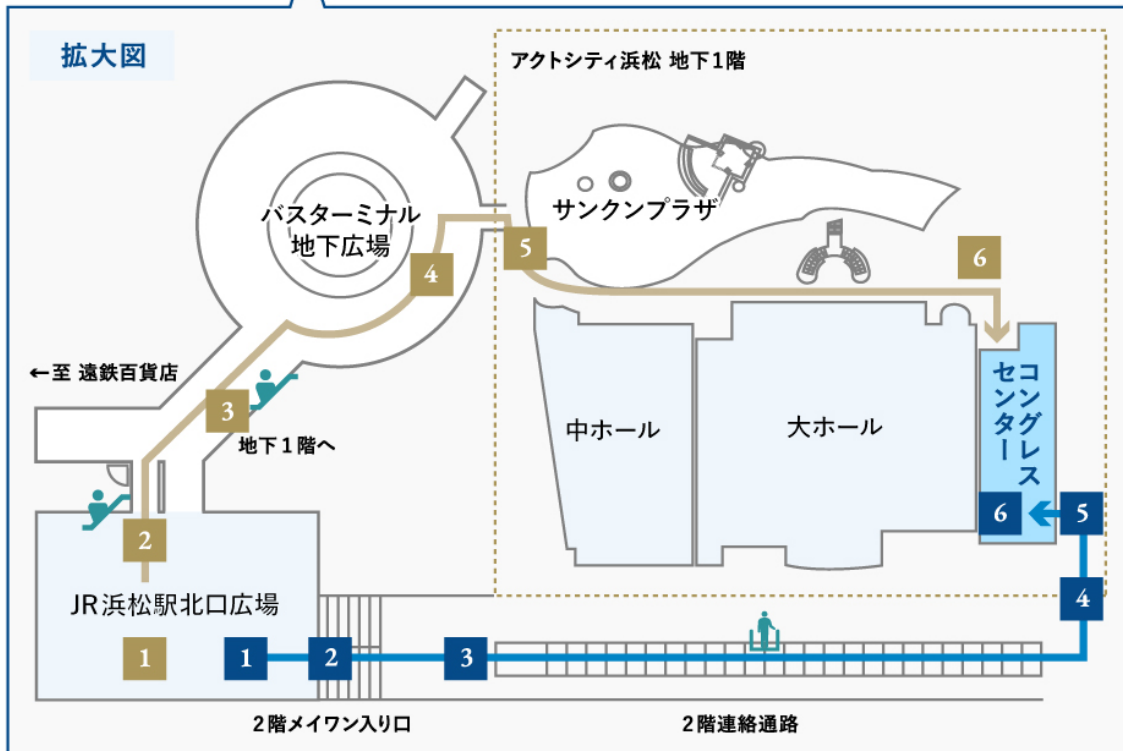 拡大図
アクトシティ浜松 地下1階
バスターミナル
地下広場
サンクンプラザ
4
5
6
←至 遠鉄百貨店
3
地下1階へ
中ホール
大ホール
コングレス
センター
2
6
5
JR浜松駅北口広場
4
1
1
2
3
2階メイワン入り口
2階連絡通路